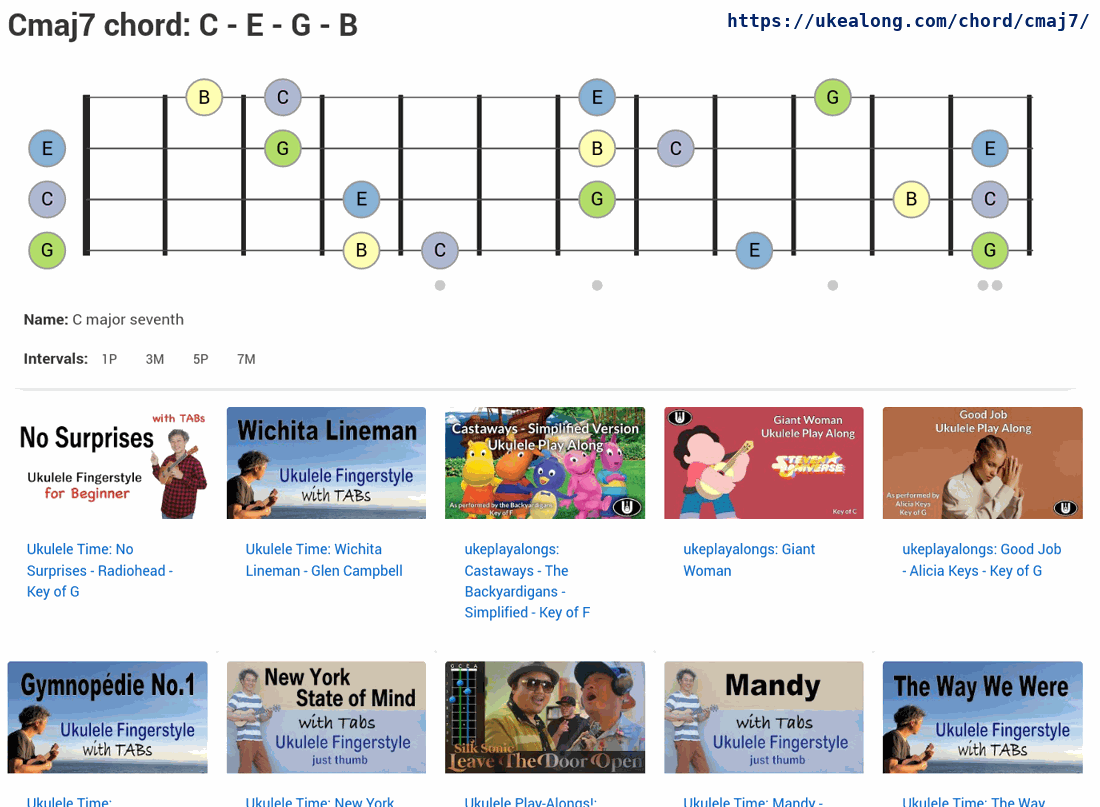 Cmaj7 chord: C - E - G - B
https://ukealong.com/chord/cmaj7/
B C E G
E G B C E
C E G B C
G B C E G
Name: C major seventh
Intervals: 1P 3M 5P 7M
with TABs
No Surprises
Ukulele Fingerstyle
for Beginner
Wichita Lineman
Ukulele Fingerstyle
with TABs
Castaways - Simplified Version
Ukulele Play Along
As performed by the Backyardigans
Key of F
Giant Woman
Ukulele Play Along
STEVEN
UNIVERSE
Key of C
Good Job
Ukulele Play Along
As performed by
Alicia Keys
Key of G
Ukulele Time: No
Surprises - Radiohead -
Key of G
Ukulele Time: Wichita
Lineman - Glen Campbell
ukeplayalongs:
Castaways - The
Backyardigans -
Simplified - Key of F
ukeplayalongs: Giant
Woman
ukeplayalongs: Good Job
- Alicia Keys - Key of G
Gymnopédie No.1
Ukulele Fingerstyle
with TABs
New York
State of Mind
with Tabs
Ukulele Fingerstyle
just thumb
G C E A
Silk Sonic
Leave The Door Open
Mandy
with Tabs
Ukulele Fingerstyle
just thumb
The Way We Were
Ukulele Fingerstyle
with TABs
Ukulele Time:
Ukulele Time: New York
Ukulele Play-Alongs!:
Ukulele Time: Mandy -
Ukulele Time: The Way